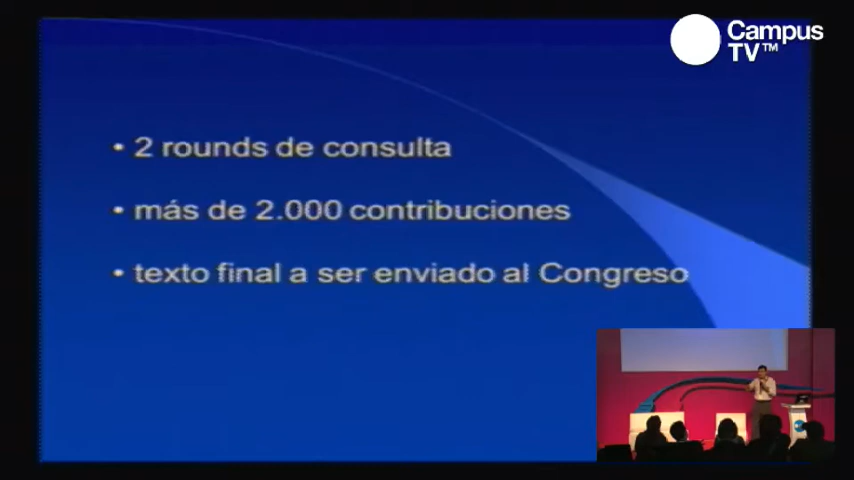 Campus
TV™
• 2 rounds de consulta
• más de 2.000 contribuciones
• texto final a ser enviado al Congreso